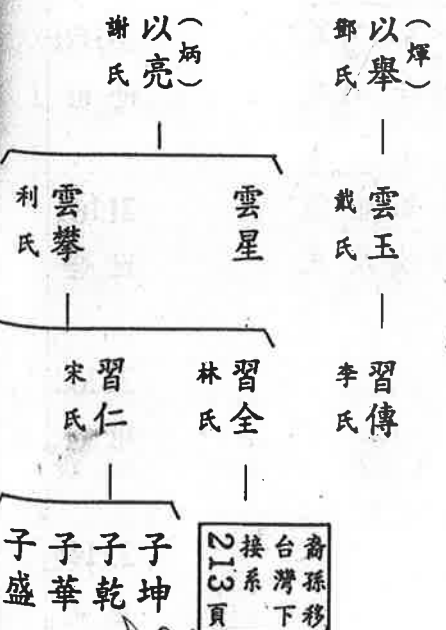 （輝）
以舉
鄧氏
雲玉
戴氏
習傳
李氏
（炳）
以亮
謝氏
雲星
雲攀
利氏
習全
林氏
裔孫移
台灣下
接系
213頁
習仁
宋氏
子坤
子乾
子華
子盛